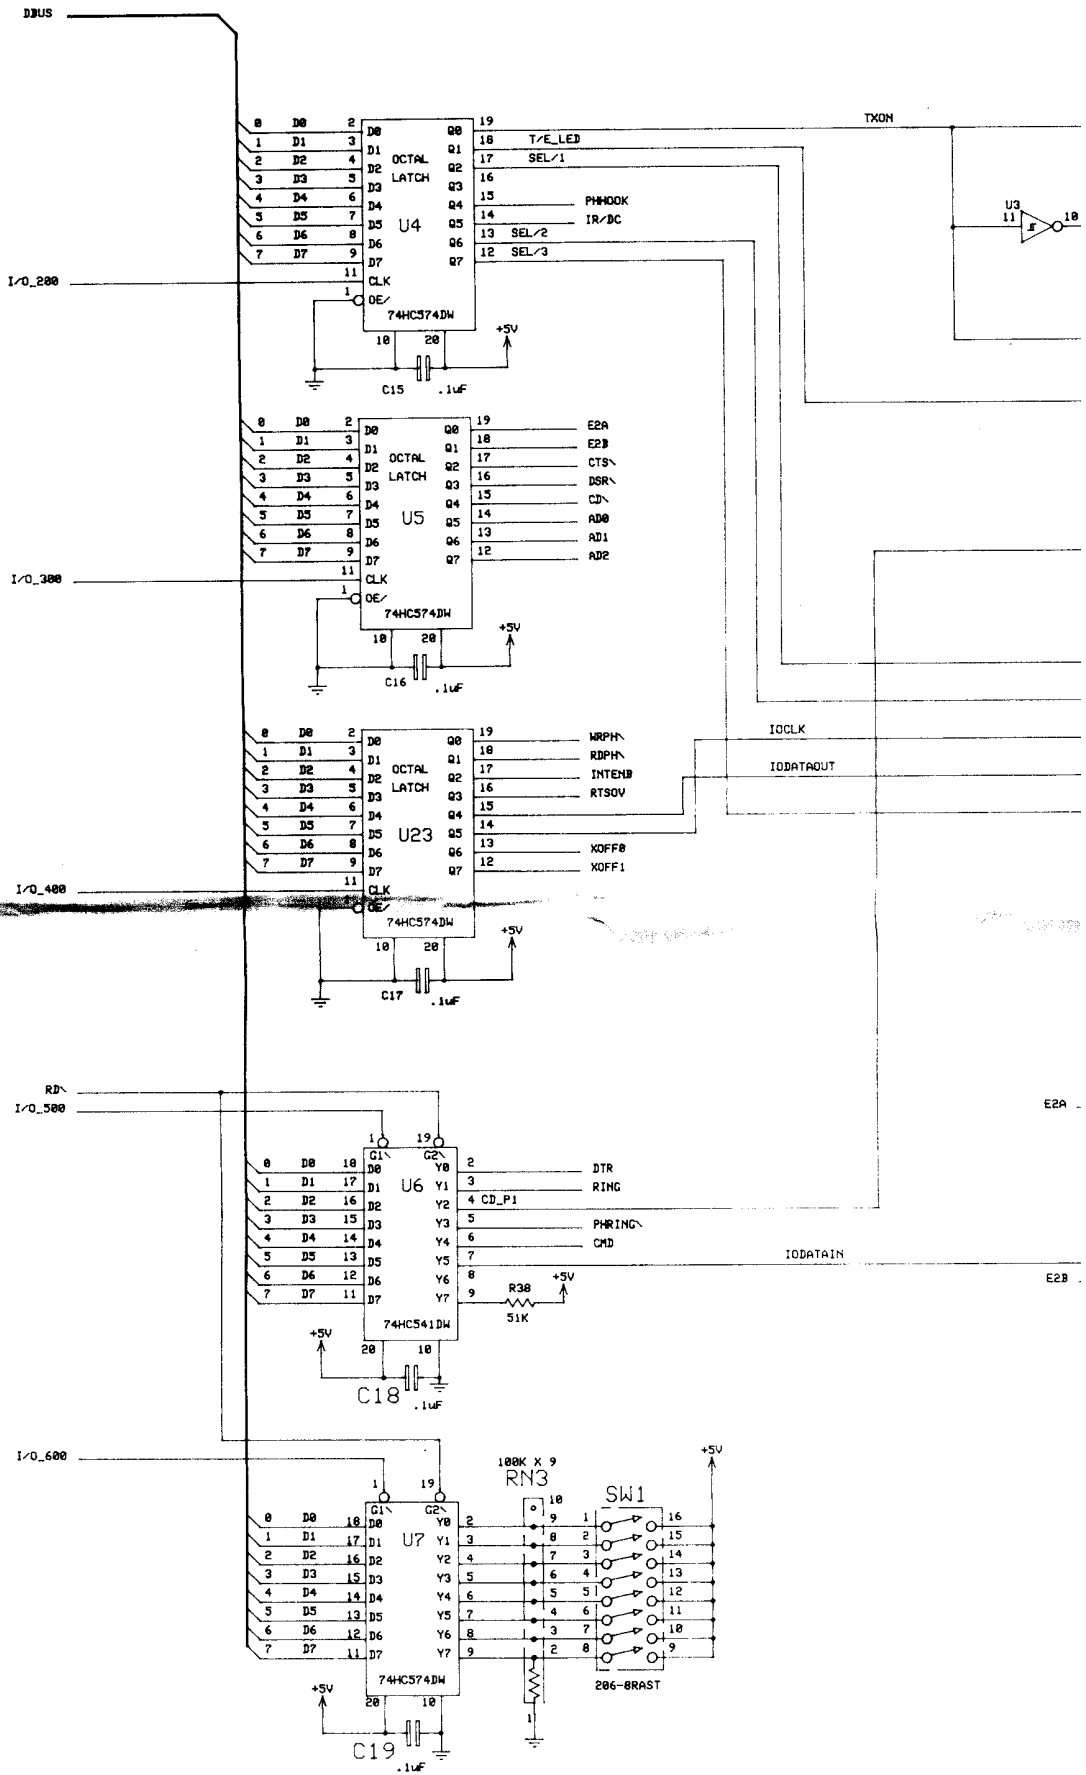 DBUS
0 D0 2 D0 Q0 19 TXON
1 D1 3 D1 Q1 18 T/E_LED
2 D2 4 D2 OCTAL Q2 17 SEL/1
3 D3 5 D3 LATCH Q3 16
4 D4 6 D4 Q4 15 PHHOOK
5 D5 7 D5 U4 Q5 14 IR/DC
U3 11 10
6 D6 8 D6 Q6 13 SEL/2
7 D7 9 D7 Q7 12 SEL/3
I/O_200 11 CLK
1 OE/
74HC574DW
10 20 +5V
C15 .1uF
0 D0 2 D0 Q0 19 E2A
1 D1 3 D1 Q1 18 E2B
2 D2 4 D2 OCTAL Q2 17 CTS\
3 D3 5 D3 LATCH Q3 16 DSR\
4 D4 6 D4 Q4 15 CD\
5 D5 7 D5 U5 Q5 14 AD0
6 D6 8 D6 Q6 13 AD1
7 D7 9 D7 Q7 12 AD2
I/O_300 11 CLK
1 OE/
74HC574DW
10 20 +5V
C16 .1uF
0 D0 2 D0 Q0 19 WRPH\ IOCLK
1 D1 3 D1 Q1 18 RDPH\
2 D2 4 D2 OCTAL Q2 17 INTENB IODATAOUT
3 D3 5 D3 LATCH Q3 16 RTSOV
4 D4 6 D4 Q4 15
5 D5 7 D5 U23 Q5 14
6 D6 8 D6 Q6 13 XOFF0
7 D7 9 D7 Q7 12 XOFF1
I/O_400 11 CLK
1 OE/
74HC574DW
10 20 +5V
C17 .1uF
RD\
I/O_500 E2A
1 19
G1\ G2\
0 D0 18 D0 Y0 2 DTR
1 D1 17 D1 U6 Y1 3 RING
2 D2 16 D2 Y2 4 CD_P1
3 D3 15 D3 Y3 5 PHRING\
4 D4 14 D4 Y4 6 CMD
5 D5 13 D5 Y5 7 IODATAIN
6 D6 12 D6 Y6 8 +5V E2B
7 D7 11 D7 Y7 9 R38
51K
74HC541DW
+5V 20 10
C18 .1uF
I/O_600 +5V
100K X 9
RN3
1 19 10 SW1
G1\ G2\
0 D0 18 D0 Y0 2 9 1 16
1 D1 17 D1 U7 Y1 3 8 2 15
2 D2 16 D2 Y2 4 7 3 14
3 D3 15 D3 Y3 5 6 4 13
4 D4 14 D4 Y4 6 5 5 12
5 D5 13 D5 Y5 7 4 6 11
6 D6 12 D6 Y6 8 3 7 10
7 D7 11 D7 Y7 9 2 8 9
74HC574DW 206-8RAST
+5V 20 10 1
C19 .1uF